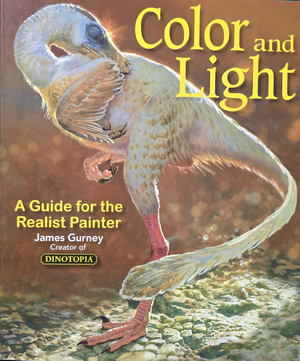 Color and
Light
A Guide for the
Realist Painter
James Gurney
Creator of
DINOTOPIA